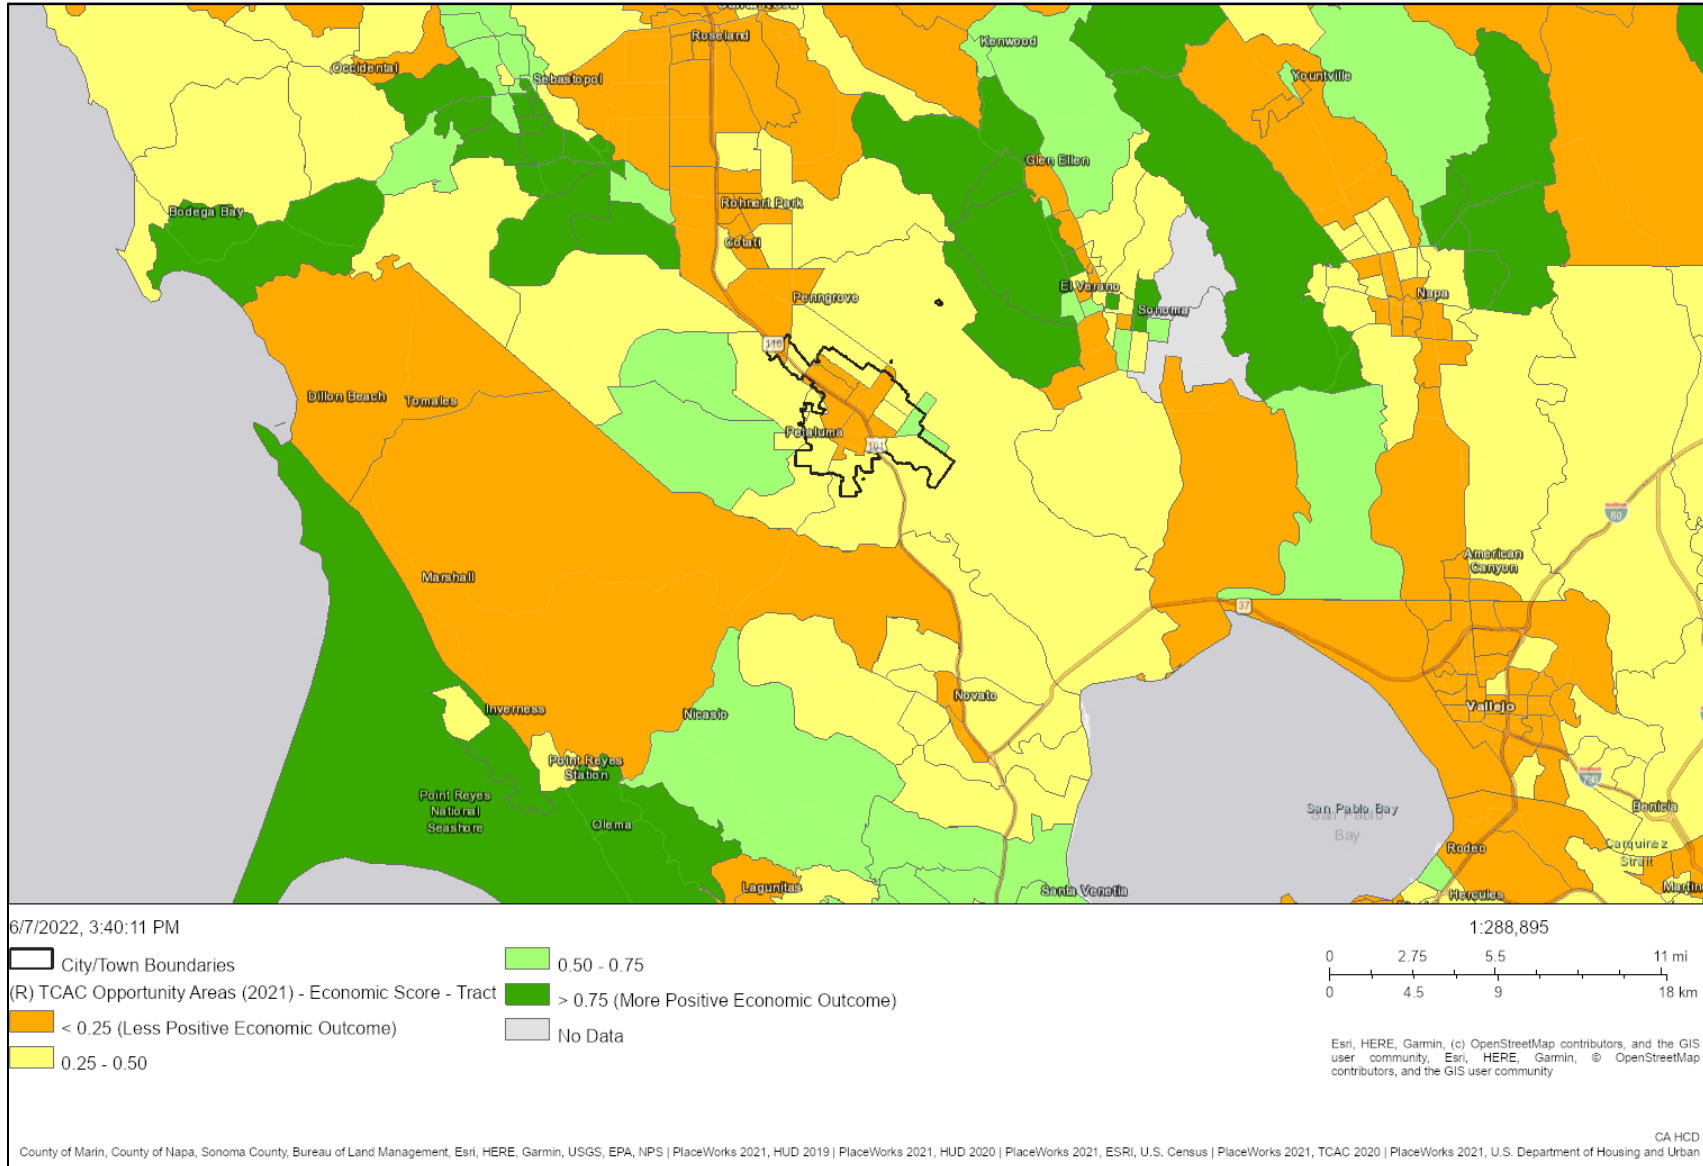 Roseland
Kenwood
Occidental
Sebastopol
Yountville
Glen Ellen
Bodega Bay
Rohnert Park
Cotati
El Verano
Penngrove
Sonoma
Napa
116
Dillon Beach
Tomales
Petaluma
101
80
American
Canyon
Marshall
37
Novato
Vallejo
Inverness
Nicasio
Point Reyes
Station
780
Point Reyes
National
Seashore
Olema
San Pablo Bay
San Pablo
Bay
Benicia
Rodeo
Carquinez
Strait
Lagunitas
Santa Venetia
Hercules
Martin
6/7/2022, 3:40:11 PM
City/Town Boundaries
(R) TCAC Opportunity Areas (2021) - Economic Score - Tract
< 0.25 (Less Positive Economic Outcome)
0.25 - 0.50
0.50 - 0.75
> 0.75 (More Positive Economic Outcome)
No Data
1:288,895
0 2.75 5.5 11 mi
0 4.5 9 18 km
Esri, HERE, Garmin, (c) OpenStreetMap contributors, and the GIS
user community, Esri, HERE, Garmin, © OpenStreetMap
contributors, and the GIS user community
CA HCD
County of Marin, County of Napa, Sonoma County, Bureau of Land Management, Esri, HERE, Garmin, USGS, EPA, NPS | PlaceWorks 2021, HUD 2019 | PlaceWorks 2021, HUD 2020 | PlaceWorks 2021, ESRI, U.S. Census | PlaceWorks 2021, TCAC 2020 | PlaceWorks 2021, U.S. Department of Housing and Urban